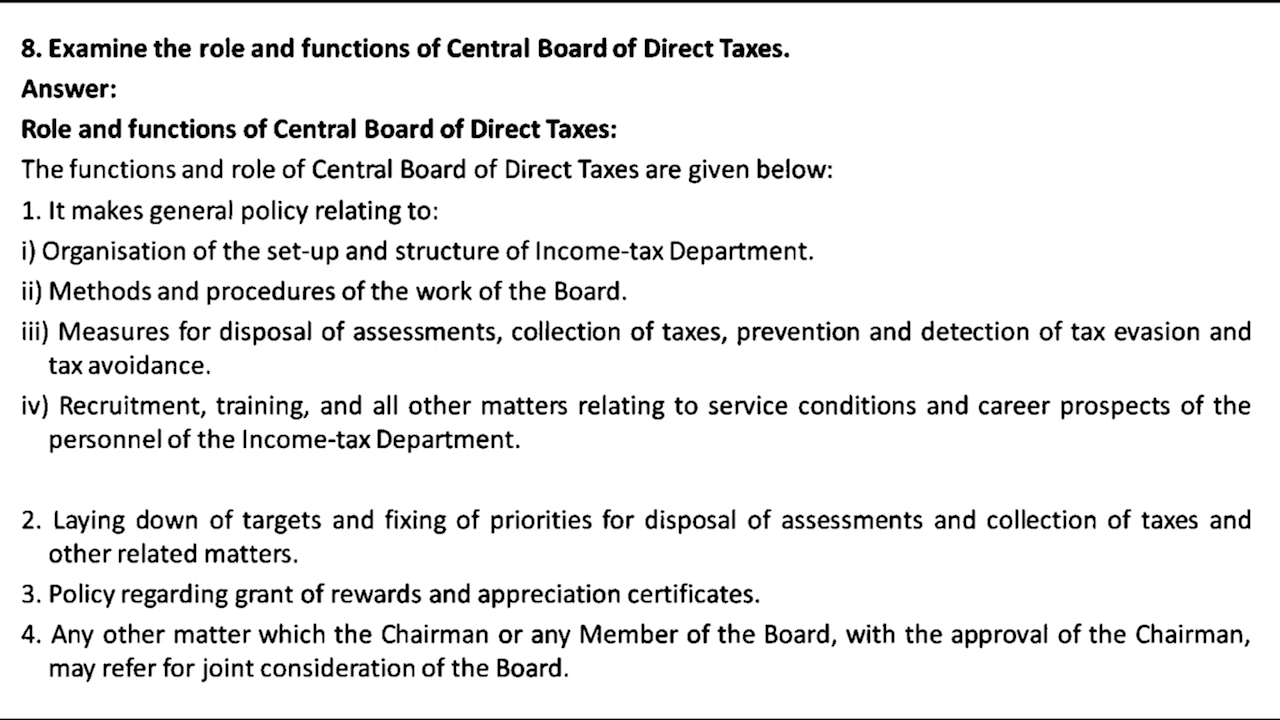 8. Examine the role and functions of Central Board of Direct Taxes.
Answer:
Role and functions of Central Board of Direct Taxes:
The functions and role of Central Board of Direct Taxes are given below:
1. It makes general policy relating to:
i) Organisation of the set-up and structure of Income-tax Department.
ii) Methods and procedures of the work of the Board.
iii) Measures for disposal of assessments, collection of taxes, prevention and detection of tax evasion and
tax avoidance.
iv) Recruitment, training, and all other matters relating to service conditions and career prospects of the
personnel of the Income-tax Department.
2. Laying down of targets and fixing of priorities for disposal of assessments and collection of taxes and
other related matters.
3. Policy regarding grant of rewards and appreciation certificates.
4. Any other matter which the Chairman or any Member of the Board, with the approval of the Chairman,
may refer for joint consideration of the Board.